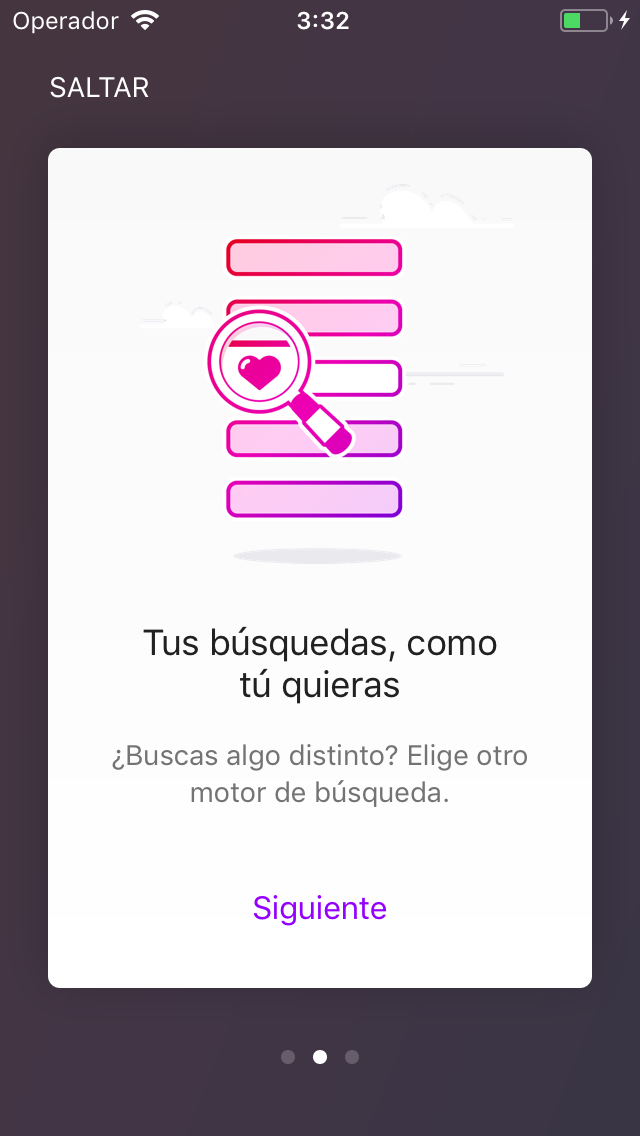 Operador 3:32
SALTAR
Tus búsquedas, como
tú quieras
¿Buscas algo distinto? Elige otro
motor de búsqueda.
Siguiente